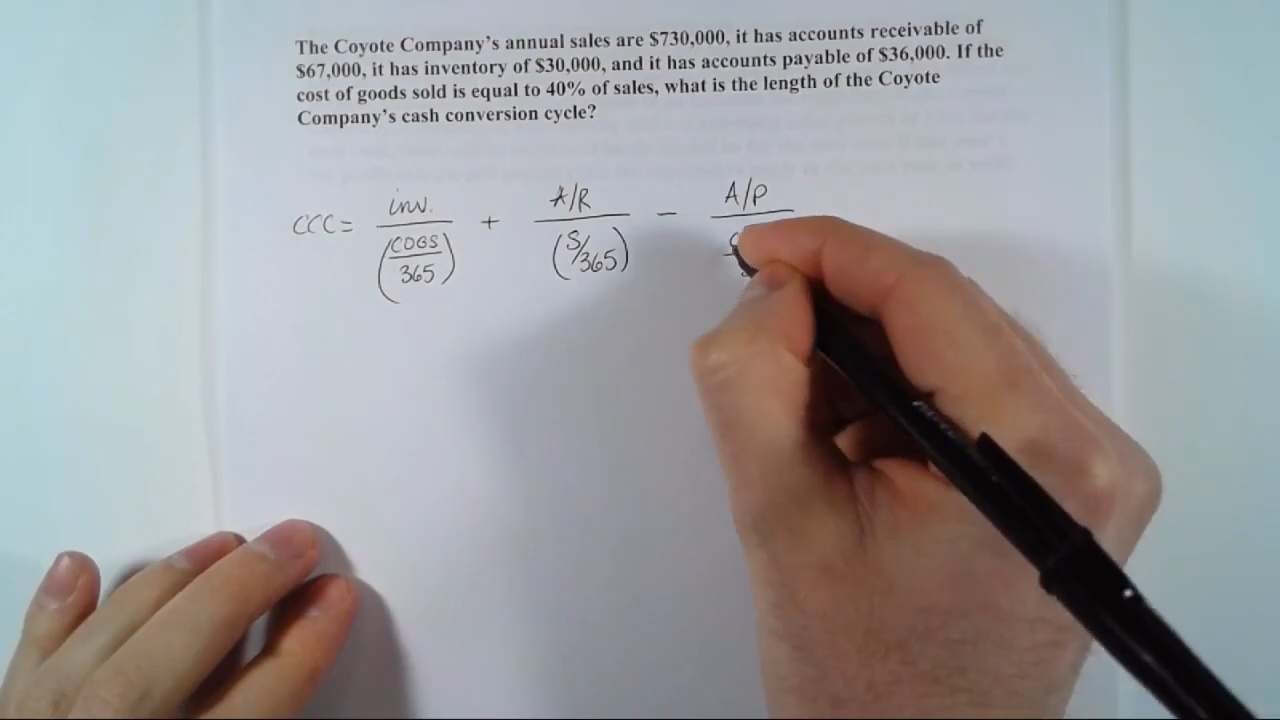 The Coyote Company's annual sales are $730,000, it has accounts receivable of
$67,000, it has inventory of $30,000, and it has accounts payable of $36,000. If the
cost of goods sold is equal to 40% of sales, what is the length of the Coyote
Company's cash conversion cycle?
CCC = inv. / (COGS / 365) + A/R / (S/365) - A/P